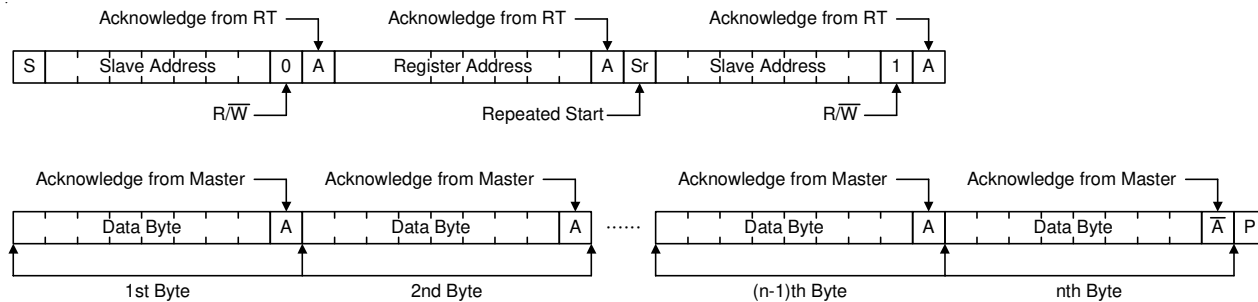 Acknowledge from RT Acknowledge from RT Acknowledge from RT
S Slave Address 0 A Register Address A Sr Slave Address 1 A
R/W̅ Repeated Start R/W̅
Acknowledge from Master Acknowledge from Master Acknowledge from Master Acknowledge from Master
Data Byte A Data Byte A ...... Data Byte A Data Byte A̅ P
1st Byte 2nd Byte (n-1)th Byte nth Byte